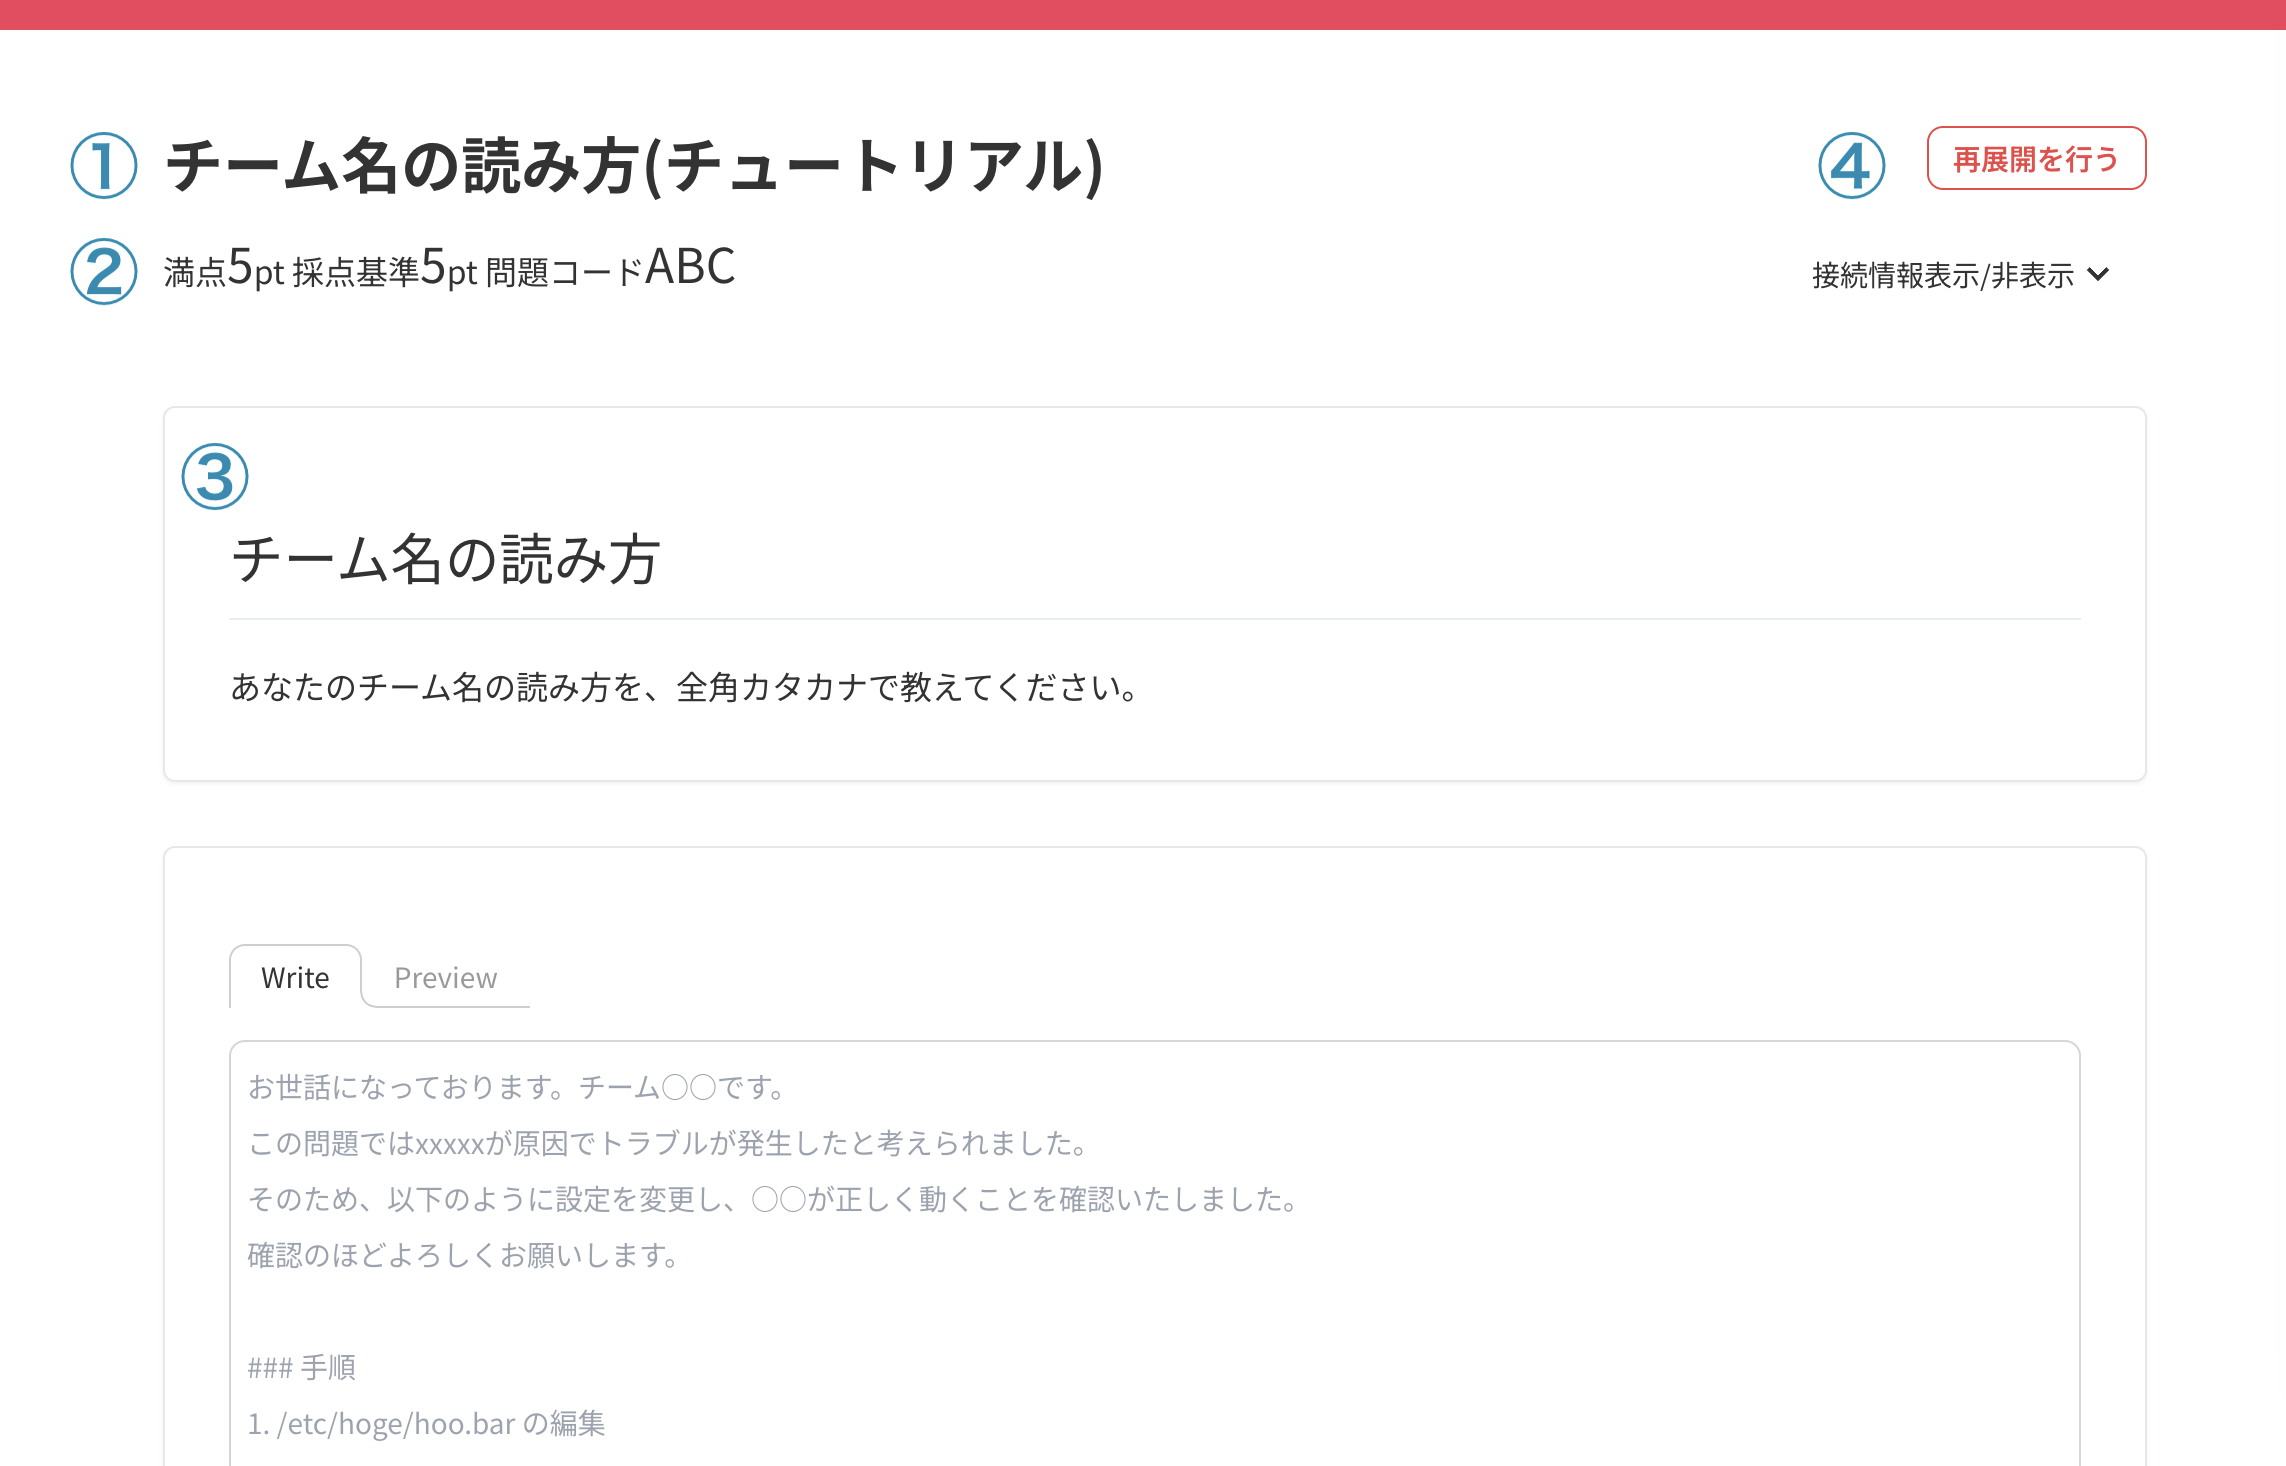 ① チーム名の読み方(チュートリアル)
④ 再展開を行う
② 満点5pt 採点基準5pt 問題コードABC
接続情報表示/非表示
③
チーム名の読み方
あなたのチーム名の読み方を、全角カタカナで教えてください。
Write Preview
お世話になっております。チーム○○です。
この問題ではxxxxxが原因でトラブルが発生したと考えられました。
そのため、以下のように設定を変更し、○○が正しく動くことを確認いたしました。
確認のほどよろしくお願いします。
### 手順
1. /etc/hoge/hoo.bar の編集